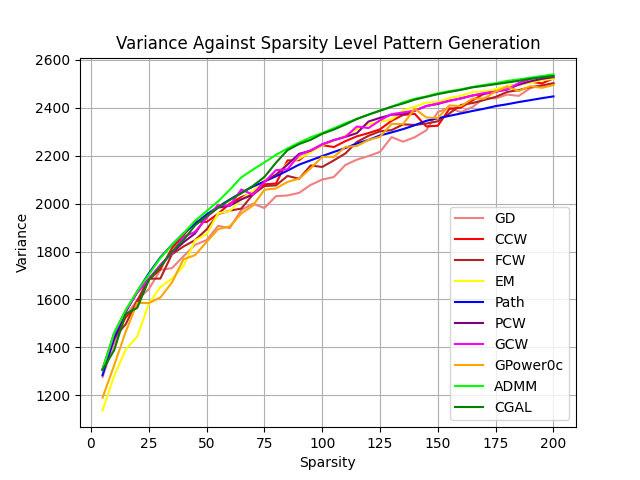 Variance Against Sparsity Level Pattern Generation
2600
2400
2200
2000
1800
1600
1400
1200
Variance
0
25
50
75
100
125
150
175
200
Sparsity
GD
CCW
FCW
EM
Path
PCW
GCW
GPower0c
ADMM
CGAL